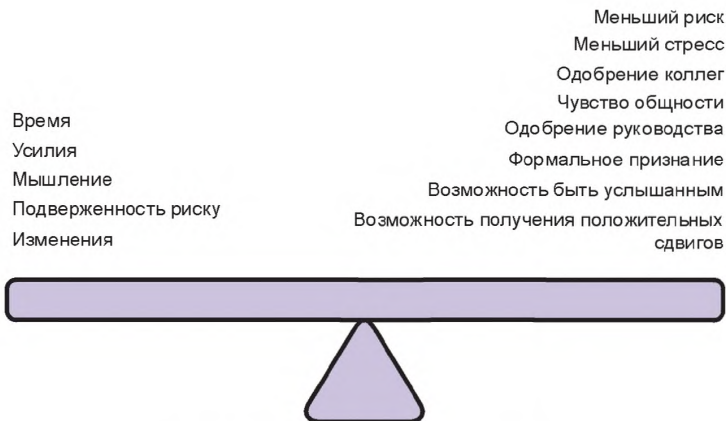 Время
Усилия
Мышление
Подверженность риску
Изменения
Меньший риск
Меньший стресс
Одобрение коллег
Чувство общности
Одобрение руководства
Формальное признание
Возможность быть услышанным
Возможность получения положительных
сдвигов